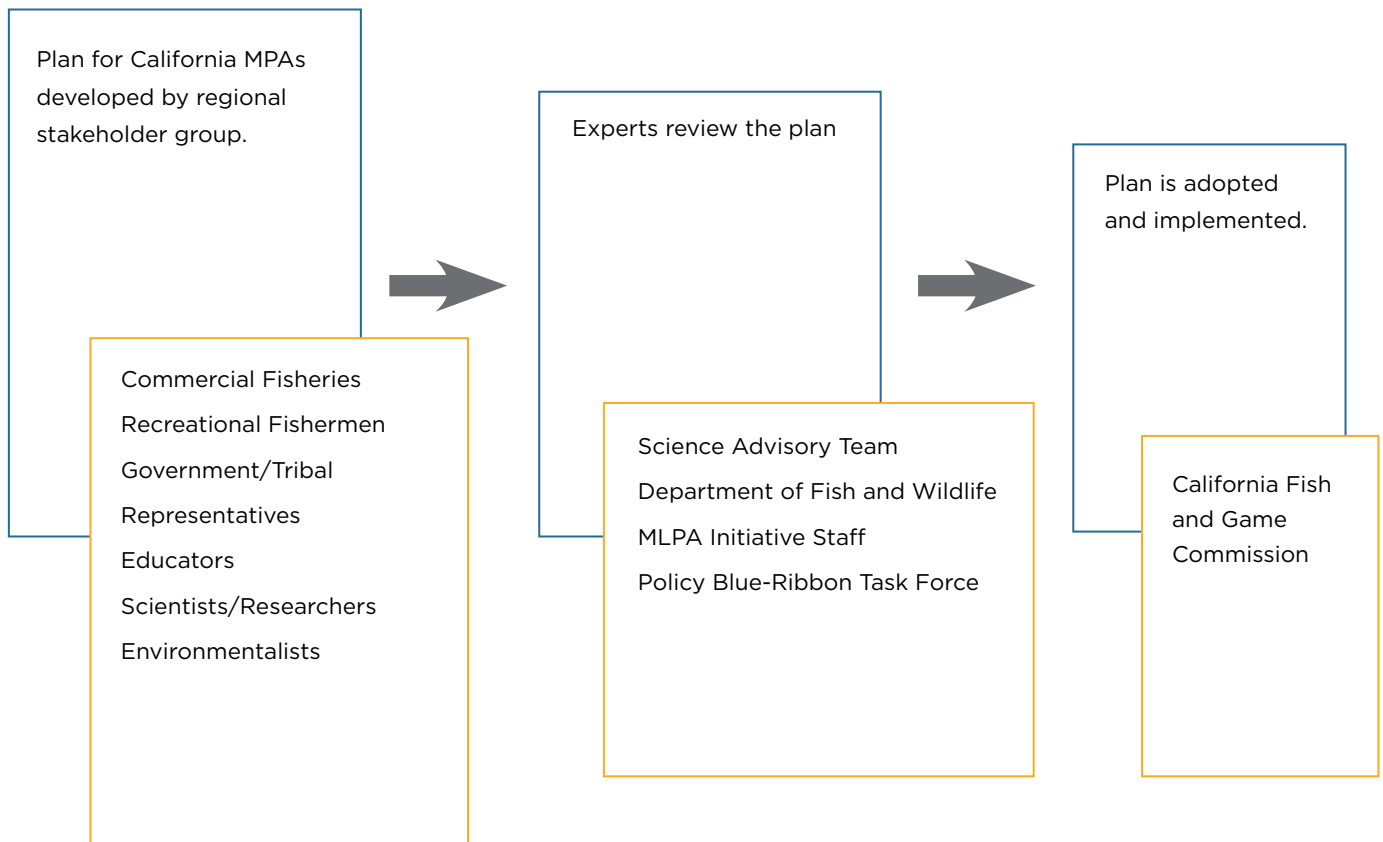 Plan for California MPAs
developed by regional
stakeholder group.
Commercial Fisheries
Recreational Fishermen
Government/Tribal
Representatives
Educators
Scientists/Researchers
Environmentalists
Experts review the plan
Science Advisory Team
Department of Fish and Wildlife
MLPA Initiative Staff
Policy Blue-Ribbon Task Force
Plan is adopted
and implemented.
California Fish
and Game
Commission